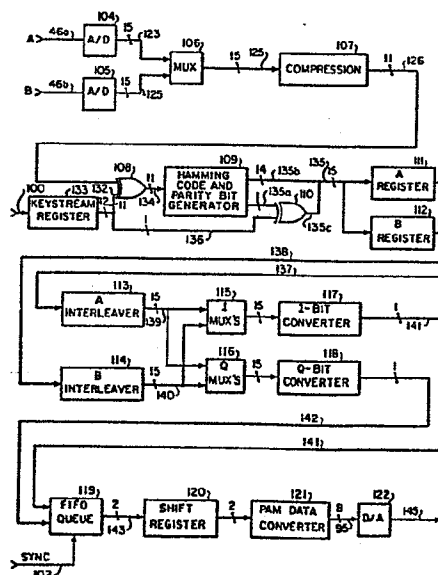 104
A 46a A/D 15 123
106
MUX 15 125
107
COMPRESSION 11 126
105
B 46b A/D 15 125
108
109
11
134
HAMMING CODE AND PARITY BIT GENERATOR
14 135b
1 135a
110
135c
135 15
111
A REGISTER
112
B REGISTER
100
133 132
KEYSTREAM REGISTER
12 11
1
136
138
137
113
A INTERLEAVER
15
139
115
I MUX'S
15
117
I-BIT CONVERTER
1
141
114
B INTERLEAVER
15
140
116
Q MUX'S
15
118
Q-BIT CONVERTER
1
142
141
119
FIFO QUEUE
2
143
120
SHIFT REGISTER
2
121
PAM DATA CONVERTER
8
95
122
D/A
145
SYNC